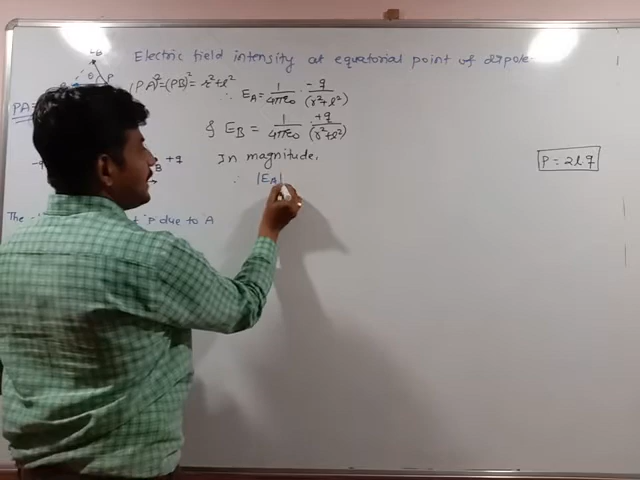 Electric field intensity at equatorial point of dipole
θ P
(PA)²=(PB)² = r²+l²
∴ E_A = 1/4πε₀ · -q/(r²+l²)
PA=
& E_B = 1/4πε₀ · +q/(r²+l²)
+q
B
In magnitude.
∴ |E_A|
P = 2lq
The P due to A